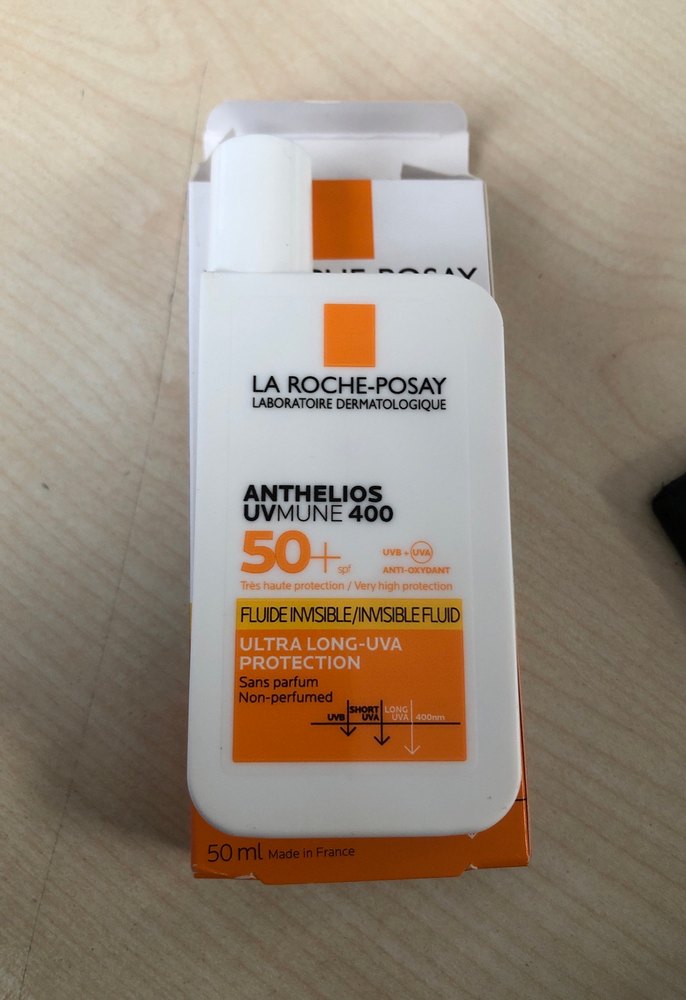 LA ROCHE-POSAY
LABORATOIRE DERMATOLOGIQUE
ANTHELIOS
UVMUNE 400
50+ spf
UVB + UVA
ANTI-OXYDANT
Très haute protection / Very high protection
FLUIDE INVISIBLE/INVISIBLE FLUID
ULTRA LONG-UVA
PROTECTION
Sans parfum
Non-perfumed
UVB SHORT UVA LONG UVA 400nm
50 ml Made in France